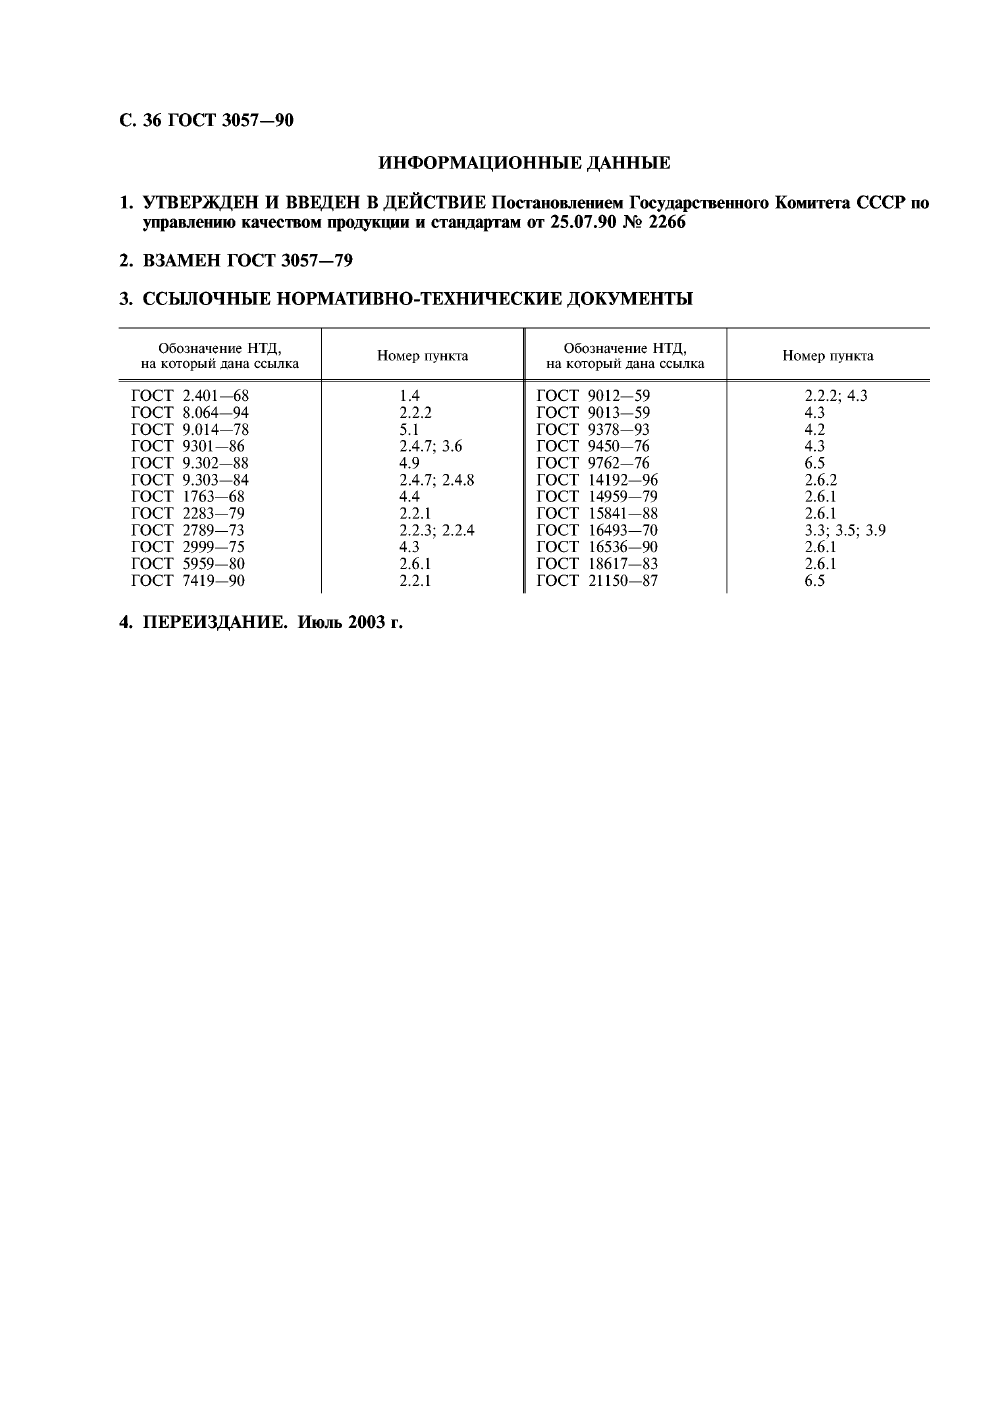 С. 36 ГОСТ 3057—90
ИНФОРМАЦИОННЫЕ ДАННЫЕ
1. УТВЕРЖДЕН И ВВЕДЕН В ДЕЙСТВИЕ Постановлением Государственного Комитета СССР по
управлению качеством продукции и стандартам от 25.07.90 № 2266
2. ВЗАМЕН ГОСТ 3057—79
3. ССЫЛОЧНЫЕ НОРМАТИВНО-ТЕХНИЧЕСКИЕ ДОКУМЕНТЫ
Обозначение НТД, на который дана ссылка | Номер пункта | Обозначение НТД, на который дана ссылка | Номер пункта
ГОСТ 2.401—68 | 1.4 | ГОСТ 9012—59 | 2.2.2; 4.3
ГОСТ 8.064—94 | 2.2.2 | ГОСТ 9013—59 | 4.3
ГОСТ 9.014—78 | 5.1 | ГОСТ 9378—93 | 4.2
ГОСТ 9301—86 | 2.4.7; 3.6 | ГОСТ 9450—76 | 4.3
ГОСТ 9.302—88 | 4.9 | ГОСТ 9762—76 | 6.5
ГОСТ 9.303—84 | 2.4.7; 2.4.8 | ГОСТ 14192—96 | 2.6.2
ГОСТ 1763—68 | 4.4 | ГОСТ 14959—79 | 2.6.1
ГОСТ 2283—79 | 2.2.1 | ГОСТ 15841—88 | 2.6.1
ГОСТ 2789—73 | 2.2.3; 2.2.4 | ГОСТ 16493—70 | 3.3; 3.5; 3.9
ГОСТ 2999—75 | 4.3 | ГОСТ 16536—90 | 2.6.1
ГОСТ 5959—80 | 2.6.1 | ГОСТ 18617—83 | 2.6.1
ГОСТ 7419—90 | 2.2.1 | ГОСТ 21150—87 | 6.5
4. ПЕРЕИЗДАНИЕ. Июль 2003 г.